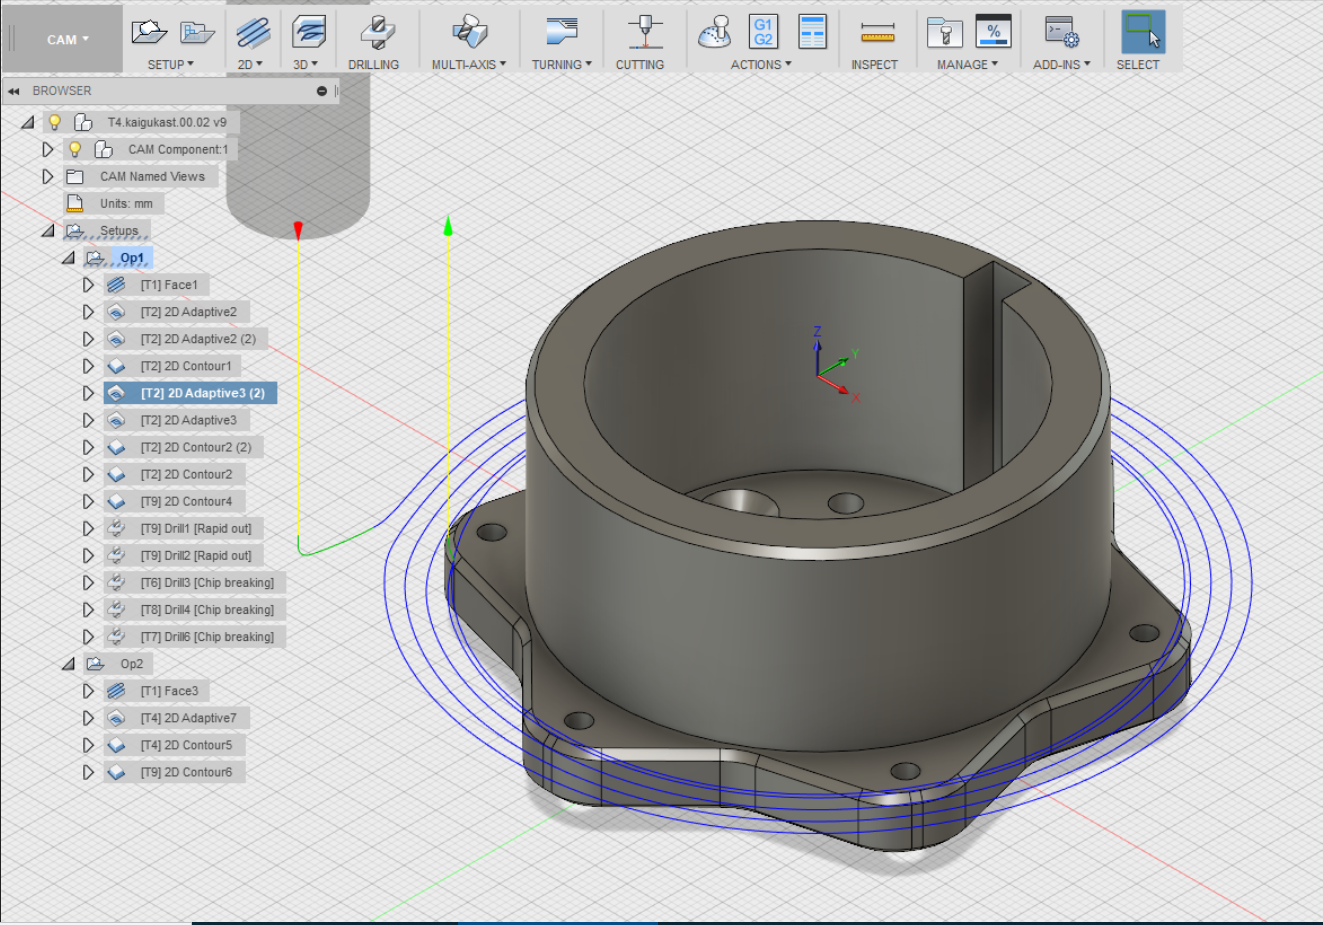 CAM
SETUP
2D
3D
DRILLING
MULTI-AXIS
TURNING
CUTTING
G1
G2
ACTIONS
INSPECT
%
MANAGE
ADD-INS
SELECT
BROWSER
T4.kaigukast.00.02 v9
CAM Component:1
CAM Named Views
Units: mm
Setups
Op1
[T1] Face1
[T2] 2D Adaptive2
[T2] 2D Adaptive2 (2)
[T2] 2D Contour1
[T2] 2D Adaptive3 (2)
[T2] 2D Adaptive3
[T2] 2D Contour2 (2)
[T2] 2D Contour2
[T9] 2D Contour4
[T9] Drill1 [Rapid out]
[T9] Drill2 [Rapid out]
[T6] Drill3 [Chip breaking]
[T8] Drill4 [Chip breaking]
[T7] Drill6 [Chip breaking]
Op2
[T1] Face3
[T4] 2D Adaptive7
[T4] 2D Contour5
[T9] 2D Contour6
Z
Y
X